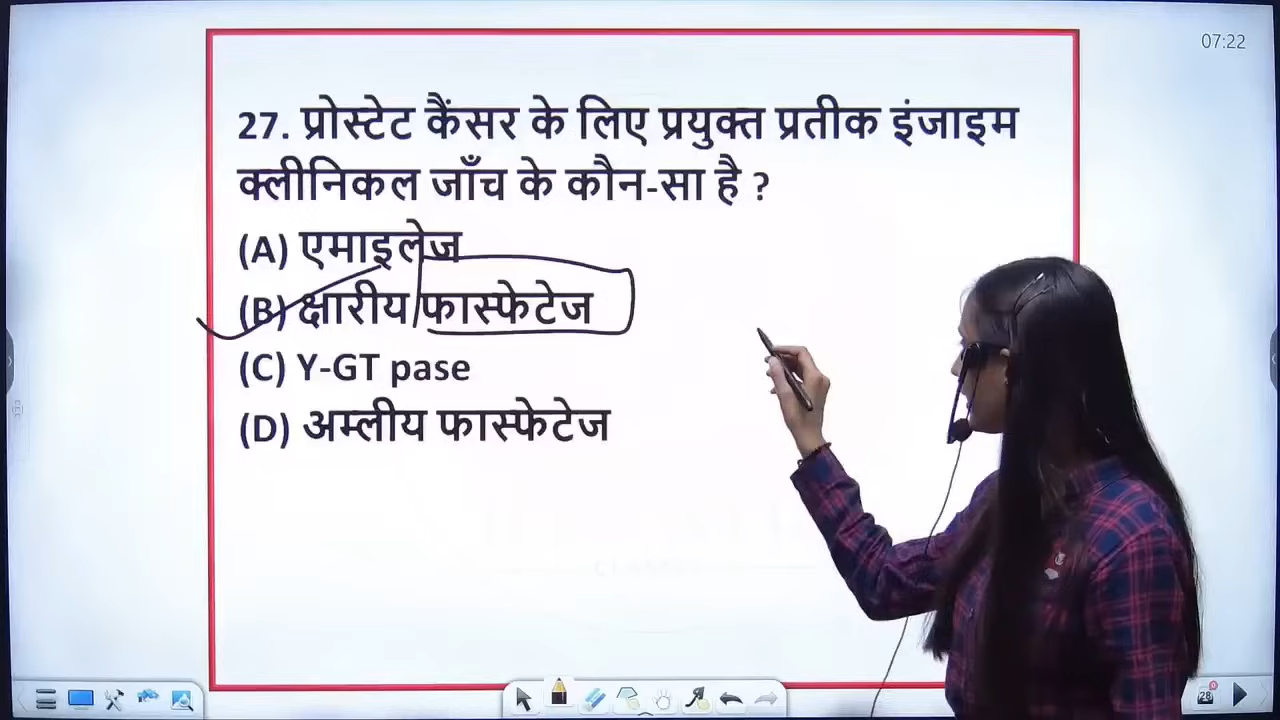 07:22
27. प्रोस्टेट कैंसर के लिए प्रयुक्त प्रतीक इंजाइम
क्लीनिकल जाँच के कौन-सा है ?
(A) एमाइलेज
(B) क्षारीय फास्फेटेज
(C) Y-GT pase
(D) अम्लीय फास्फेटेज
28